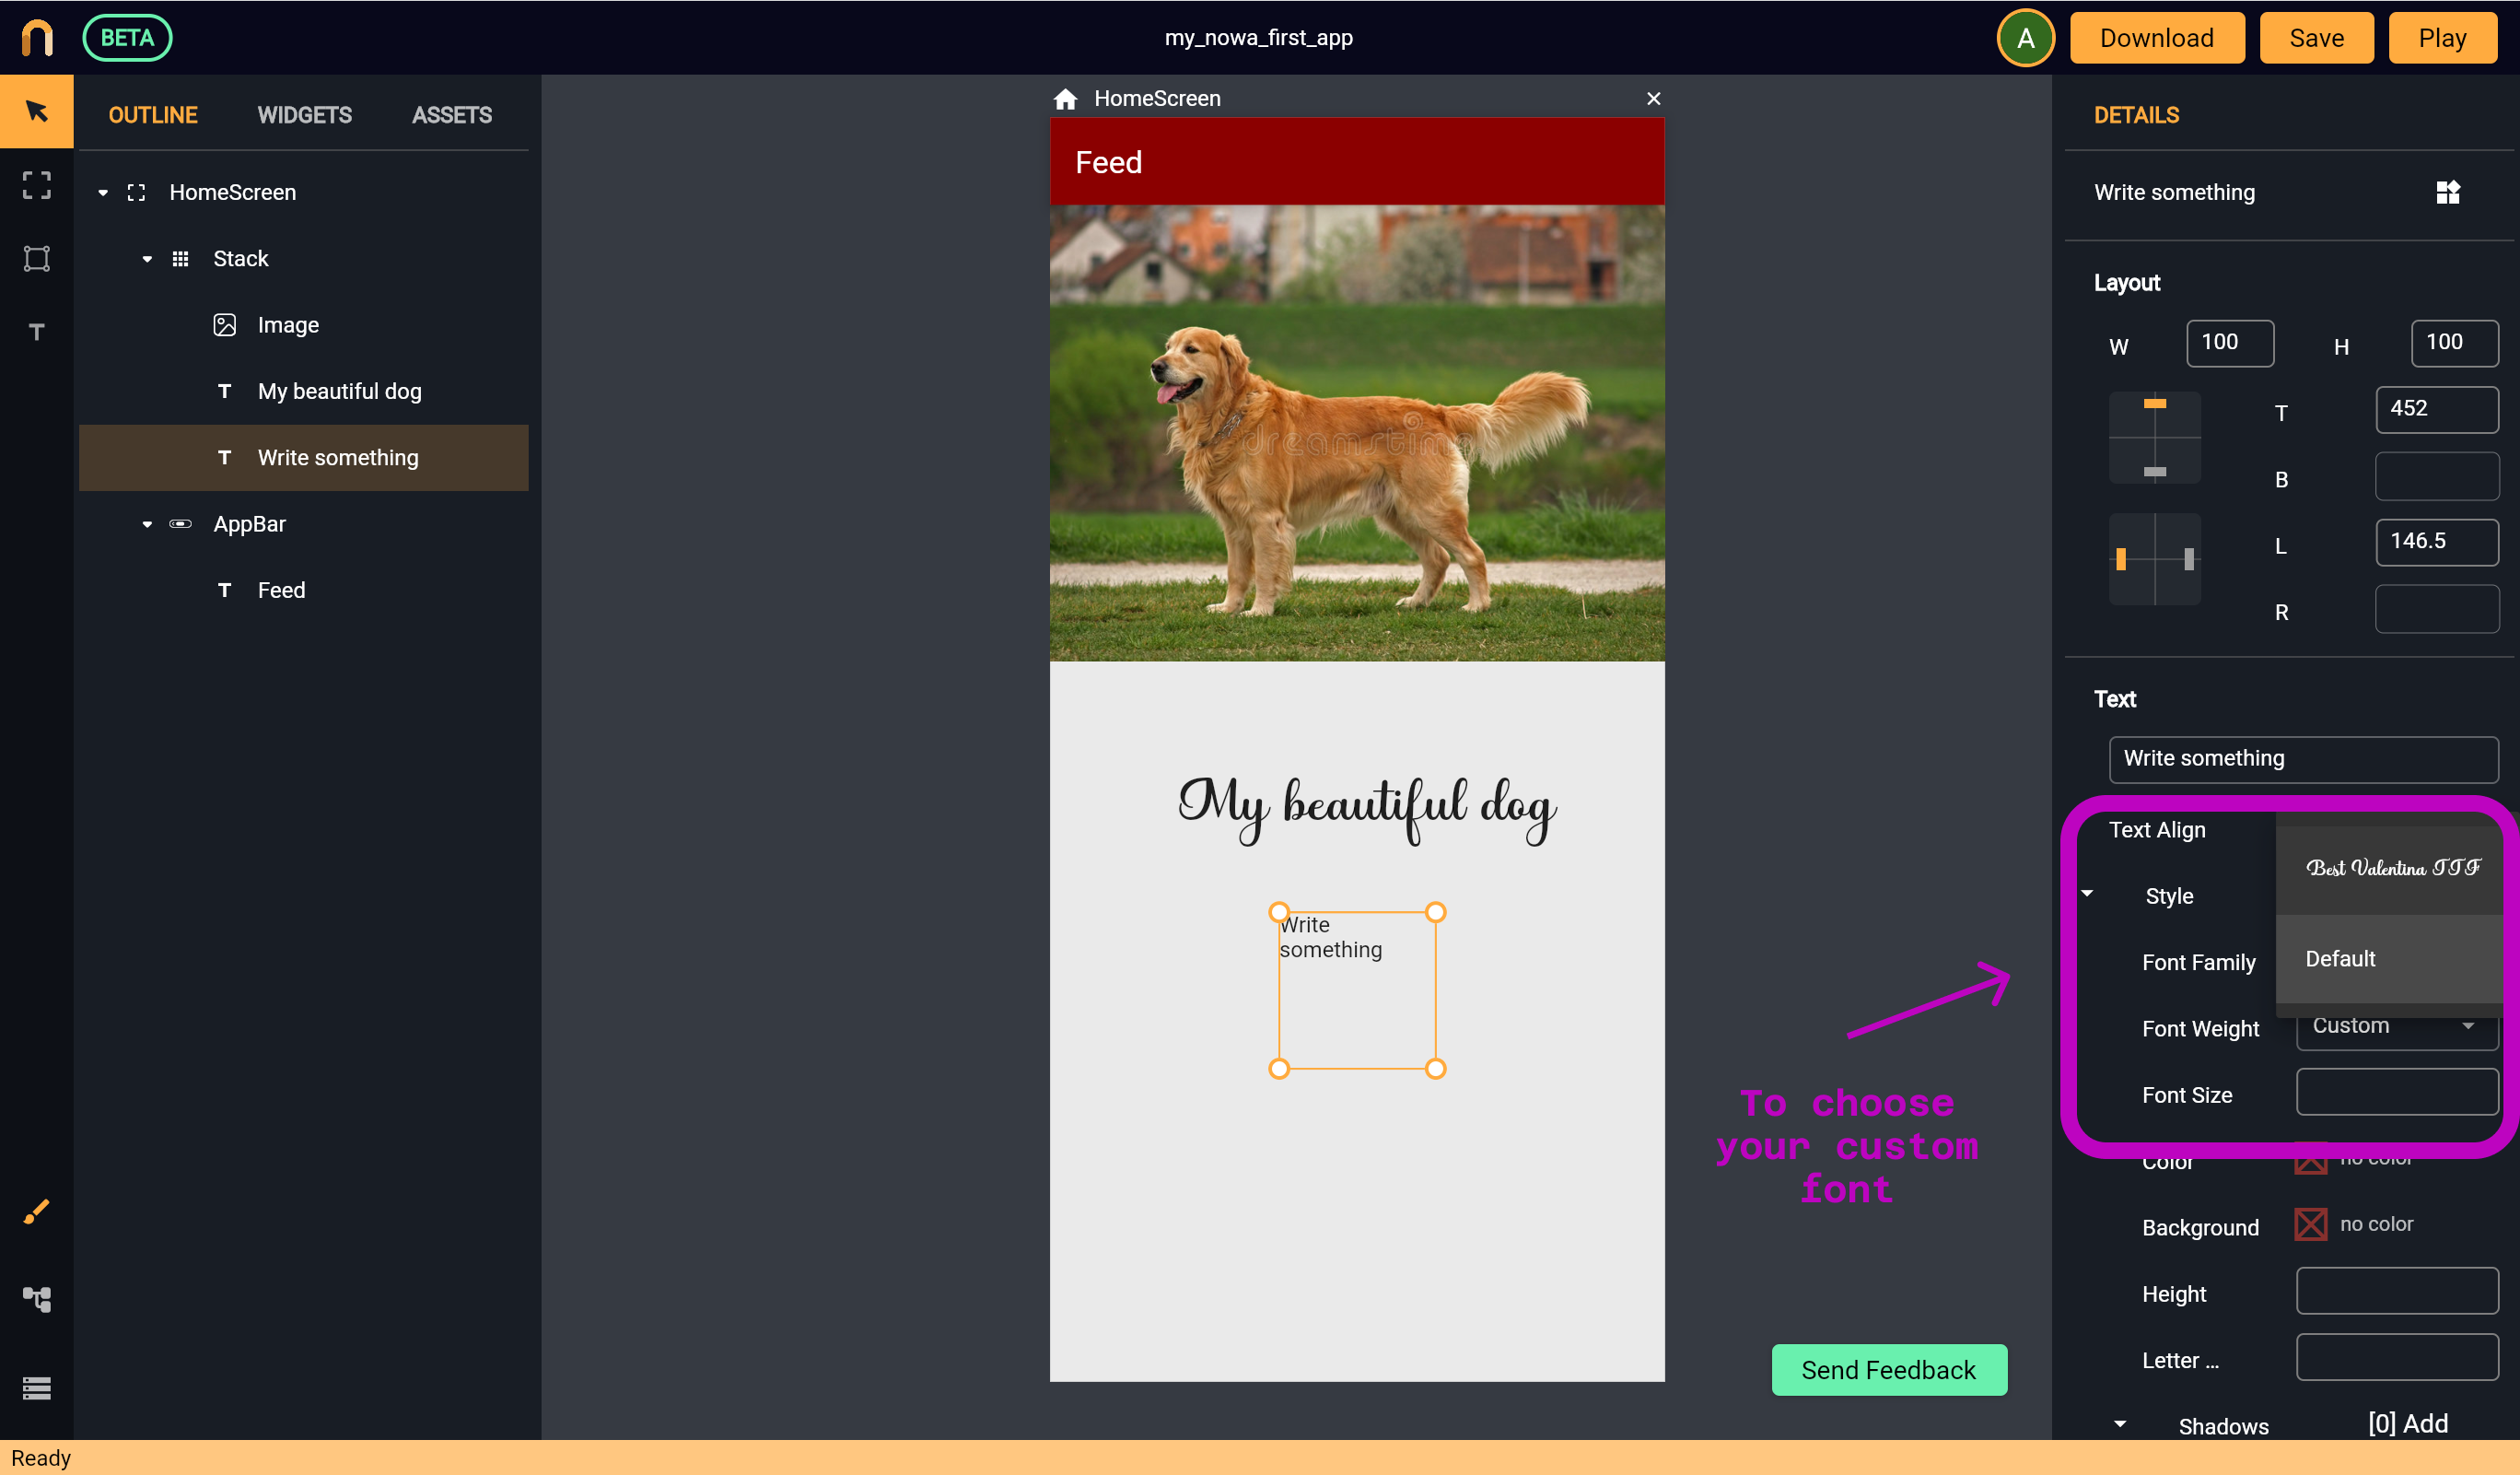 BETA
my_nowa_first_app
A
Download
Save
Play
OUTLINE
WIDGETS
ASSETS
HomeScreen
Stack
Image
My beautiful dog
Write something
AppBar
Feed
HomeScreen
Feed
dreamstime
My beautiful dog
Write
something
To choose
your custom
font
Send Feedback
DETAILS
Write something
Layout
W
100
H
100
T
452
B
L
146.5
R
Text
Write something
Text Align
Best Valentina TTF
Style
Font Family
Default
Font Weight
Custom
Font Size
Color
no color
Background
no color
Height
Letter ...
Shadows
[0] Add
Ready